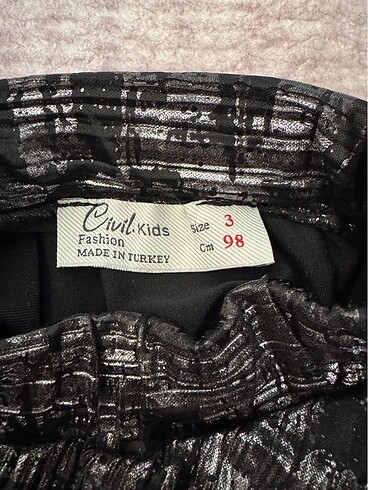 Civil Kids Size 3
Fashion Cm 98
MADE IN TURKEY